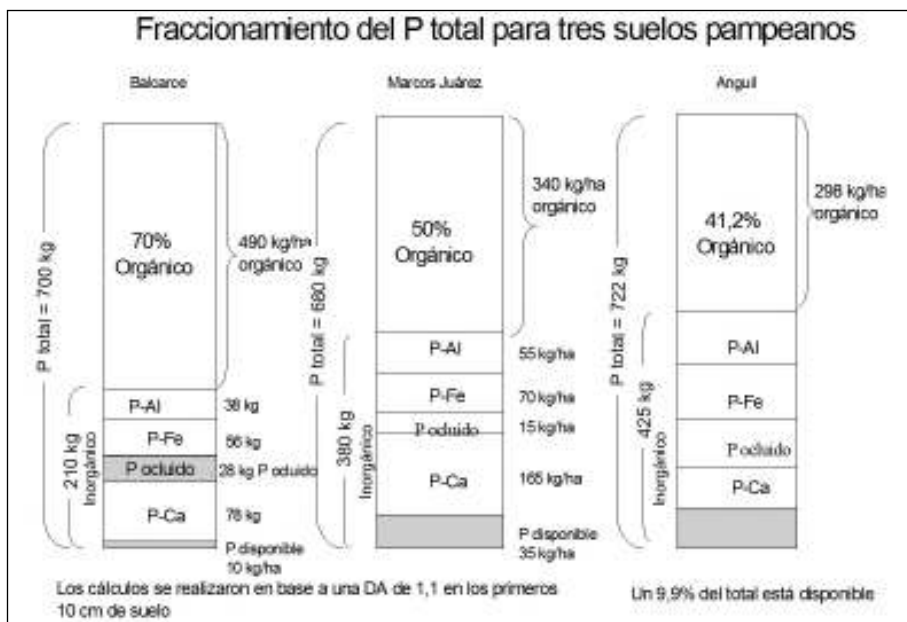 Fraccionamiento del P total para tres suelos pampeanos
Balcarce
P total = 700 kg
70%
Orgánico
490 kg/ha
orgánico
210 kg
Inorgánico
P-Al
38 kg
P-Fe
56 kg
P ocluido
28 kg P ocluido
P-Ca
78 kg
P disponible
10 kg/ha
Marcos Juárez
P total = 680 kg
50%
Orgánico
340 kg/ha
orgánico
380 kg
Inorgánico
P-Al
55 kg/ha
P-Fe
70 kg/ha
P ocluido
15 kg/ha
P-Ca
165 kg/ha
P disponible
35 kg/ha
Anguil
P total = 722 kg
41,2%
Orgánico
298 kg/ha
orgánico
425 kg
Inorgánico
P-Al
P-Fe
P ocluido
P-Ca
Los cálculos se realizaron en base a una DA de 1,1 en los primeros
10 cm de suelo
Un 9,9% del total está disponible